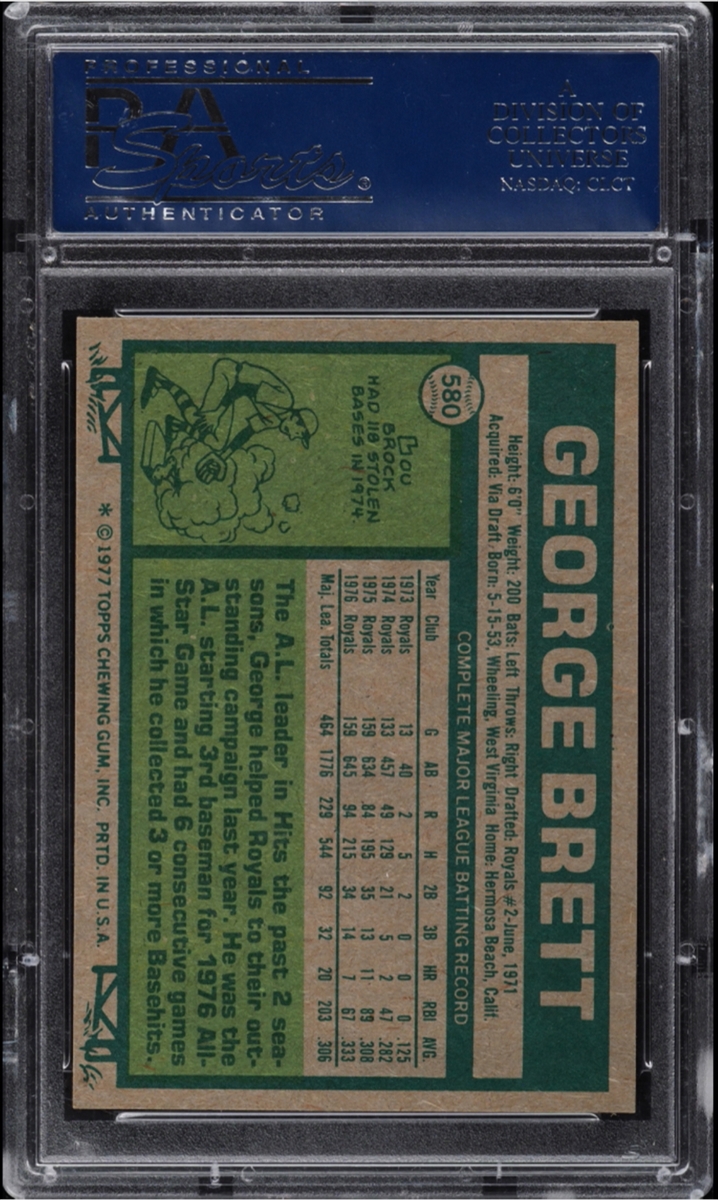 PROFESSIONAL
PSA
Sports®
AUTHENTICATOR
A
DIVISION OF
COLLECTORS
UNIVERSE
NASDAQ: CLCT
GEORGE BRETT
Height: 6'0" Weight: 200 Bats: Left Throws: Right Drafted: Royals #2-June, 1971
Acquired: Via Draft Born: 5-15-53, Wheeling, West Virginia Home: Hermosa Beach, Calif.
580
COMPLETE MAJOR LEAGUE BATTING RECORD
Year Club G AB R H 2B 3B HR RBI AVG.
1973 Royals 13 40 2 5 2 0 0 0 .125
1974 Royals 133 457 49 129 21 5 2 47 .282
1975 Royals 159 634 84 195 35 13 11 89 .308
1976 Royals 159 645 94 215 34 14 7 67 .333
Maj. Lea. Totals 464 1776 229 544 92 32 20 203 .306
LOU
BROCK
HAD 118 STOLEN
BASES IN 1974.
The A.L. leader in Hits the past 2 sea-
sons, George helped Royals to their out-
standing campaign last year. He was the
A.L. starting 3rd baseman for 1976 All-
Star Game and had 6 consecutive games
in which he collected 3 or more Basehits.
* © 1977 TOPPS CHEWING GUM, INC. PRTD. IN U.S.A.